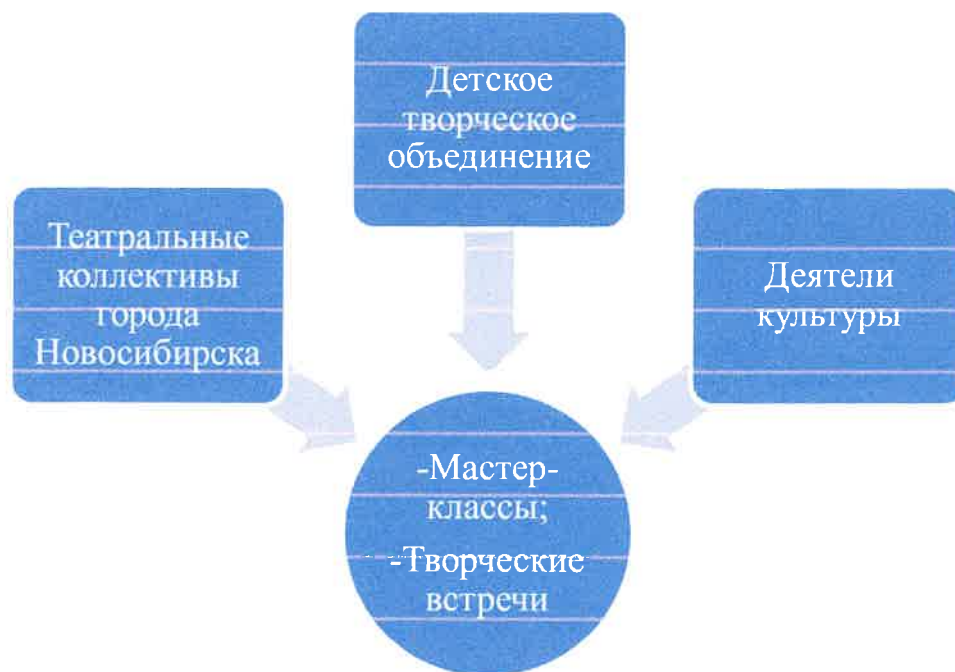 Детское
творческое
объединение
Театральные
коллективы
города
Новосибирска
Деятели
культуры
-Мастер-
классы;
-Творческие
встречи